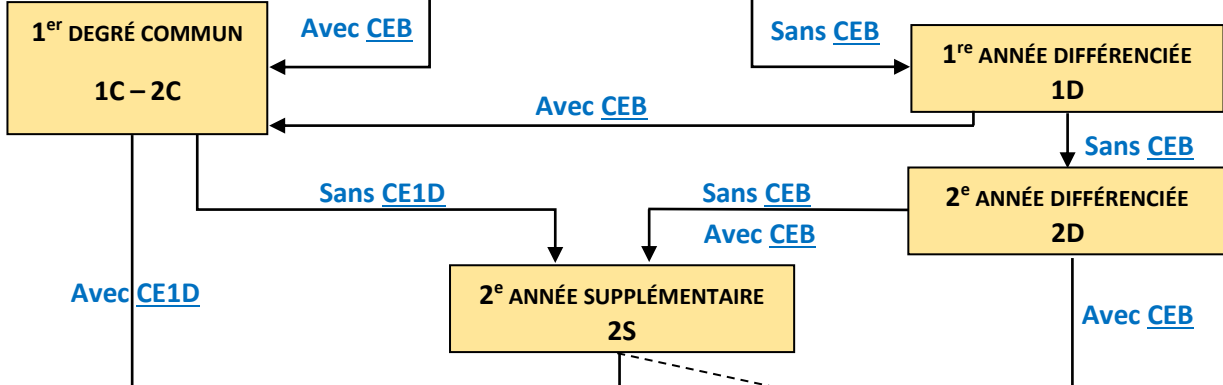 Avec CEB
Sans CEB
1er DEGRÉ COMMUN
1C – 2C
1re ANNÉE DIFFÉRENCIÉE
1D
Avec CEB
Sans CEB
Sans CE1D
Sans CEB
Avec CEB
2e ANNÉE DIFFÉRENCIÉE
2D
Avec CE1D
2e ANNÉE SUPPLÉMENTAIRE
2S
Avec CEB